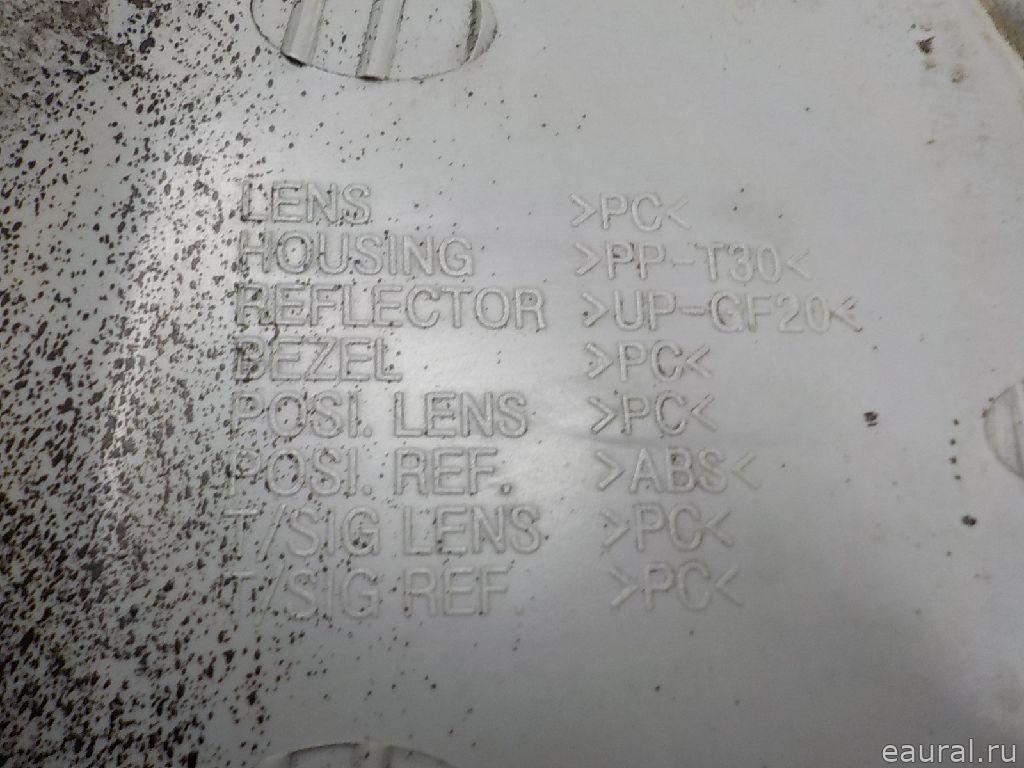 LENS >PC<
HOUSING >PP-T30<
REFLECTOR >UP-GF20<
BEZEL >PC<
POSI. LENS >PC<
POSI. REF. >ABS<
T/SIG LENS >PC<
T/SIG REF >PC<
eaural.ru